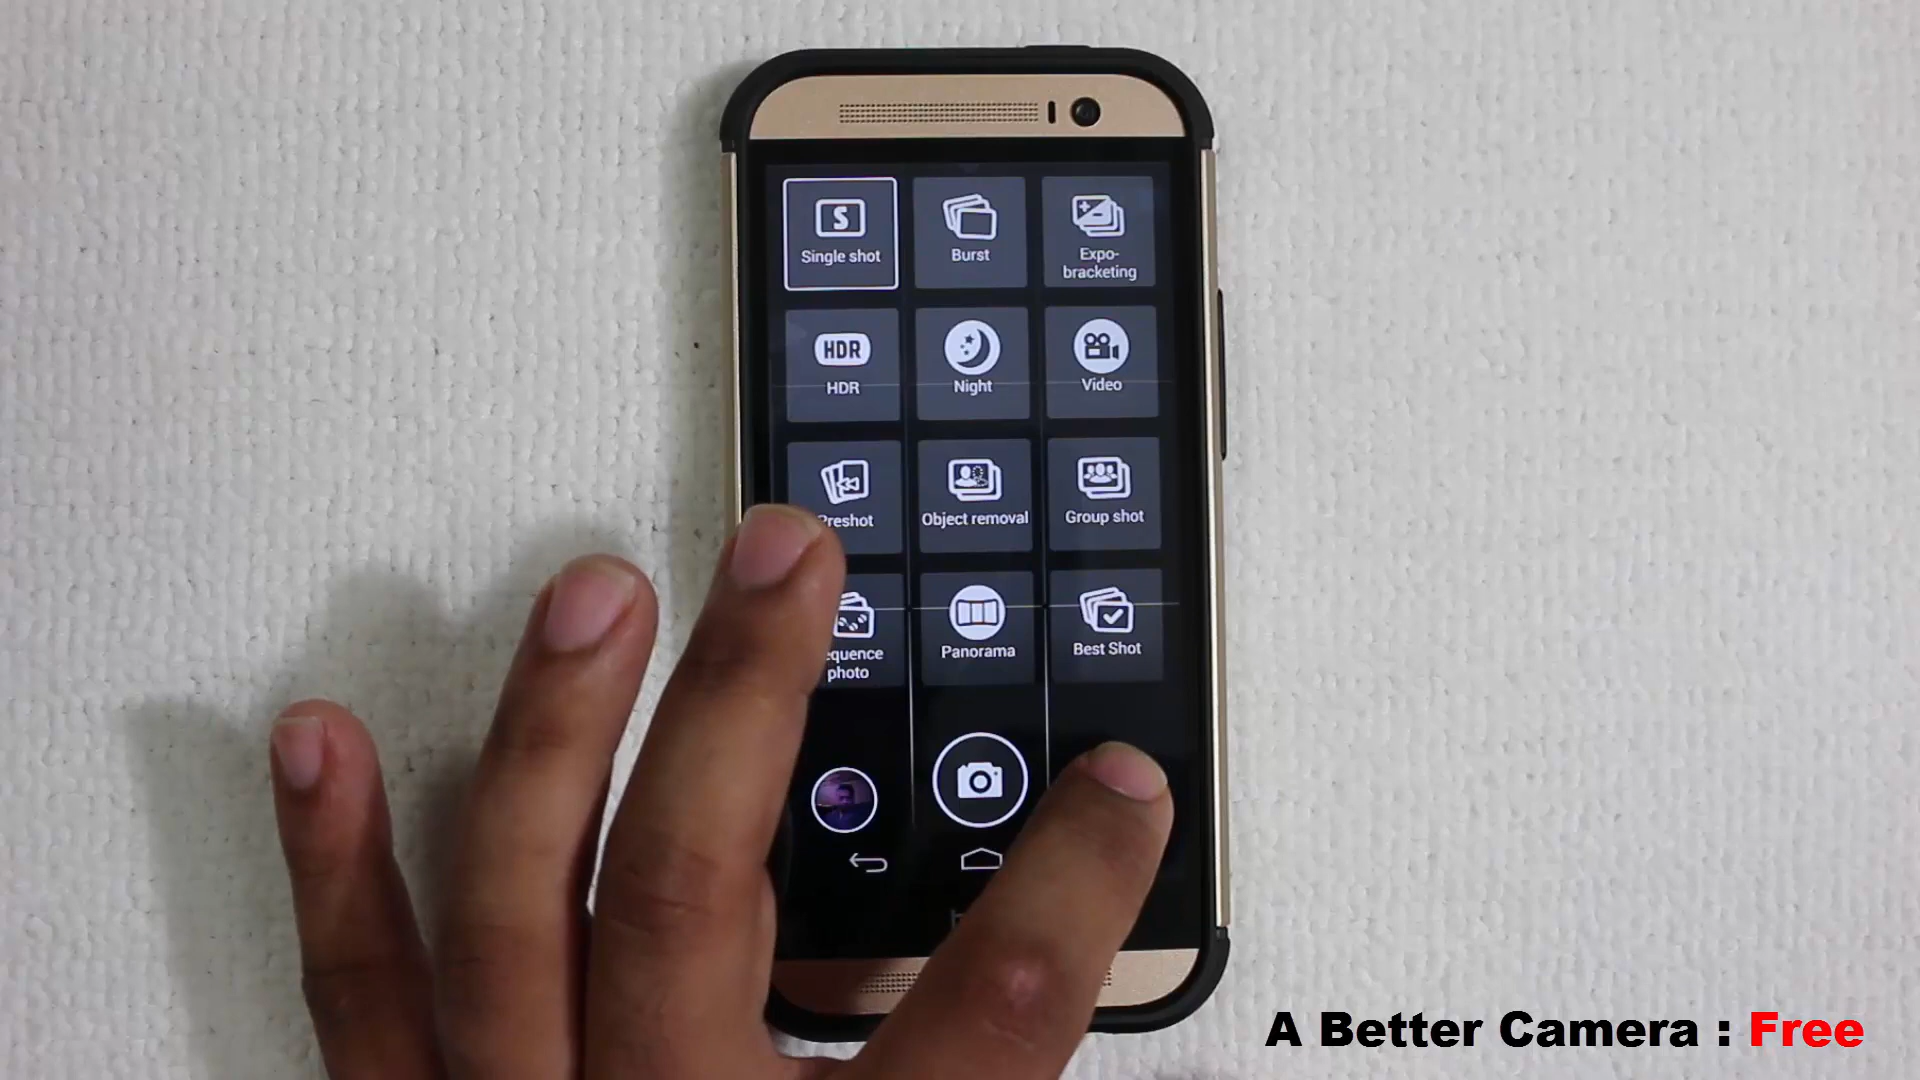 S
Single shot
Burst
Expo-
bracketing
HDR
HDR
Night
Video
Preshot
Object removal
Group shot
equence
photo
Panorama
Best Shot
A Better Camera : Free